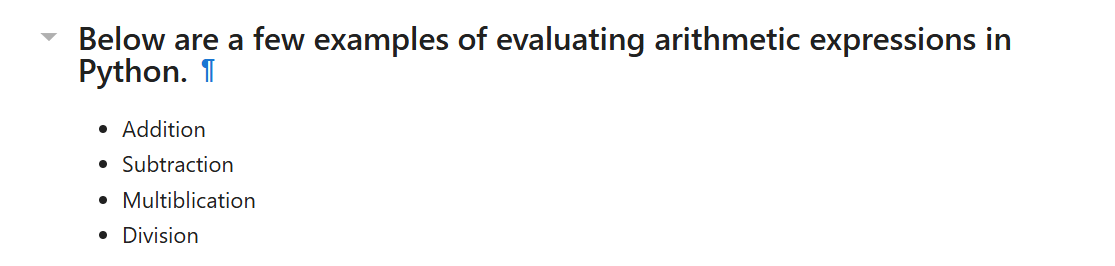 Below are a few examples of evaluating arithmetic expressions in
Python. ¶
• Addition
• Subtraction
• Multiblication
• Division